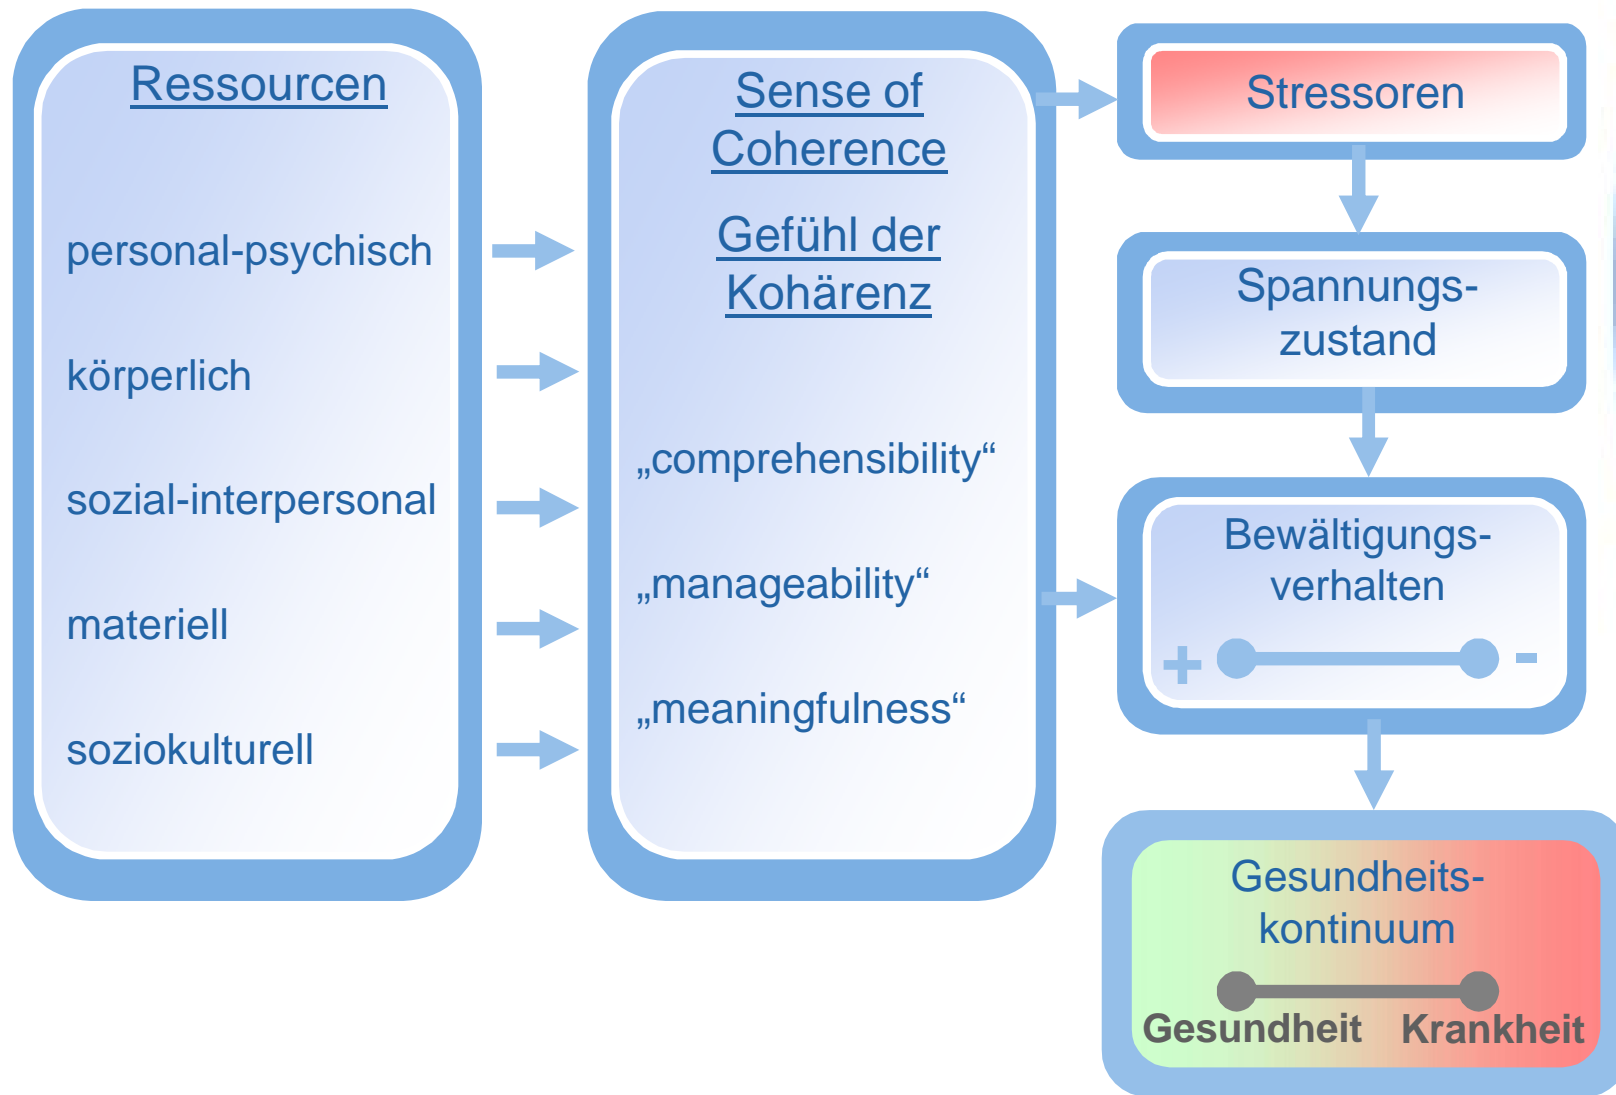 Ressourcen
personal-psychisch
körperlich
sozial-interpersonal
materiell
soziokulturell
Sense of
Coherence
Gefühl der
Kohärenz
„comprehensibility“
„manageability“
„meaningfulness“
Stressoren
Spannungs-
zustand
Bewältigungs-
verhalten
+ -
Gesundheits-
kontinuum
Gesundheit Krankheit